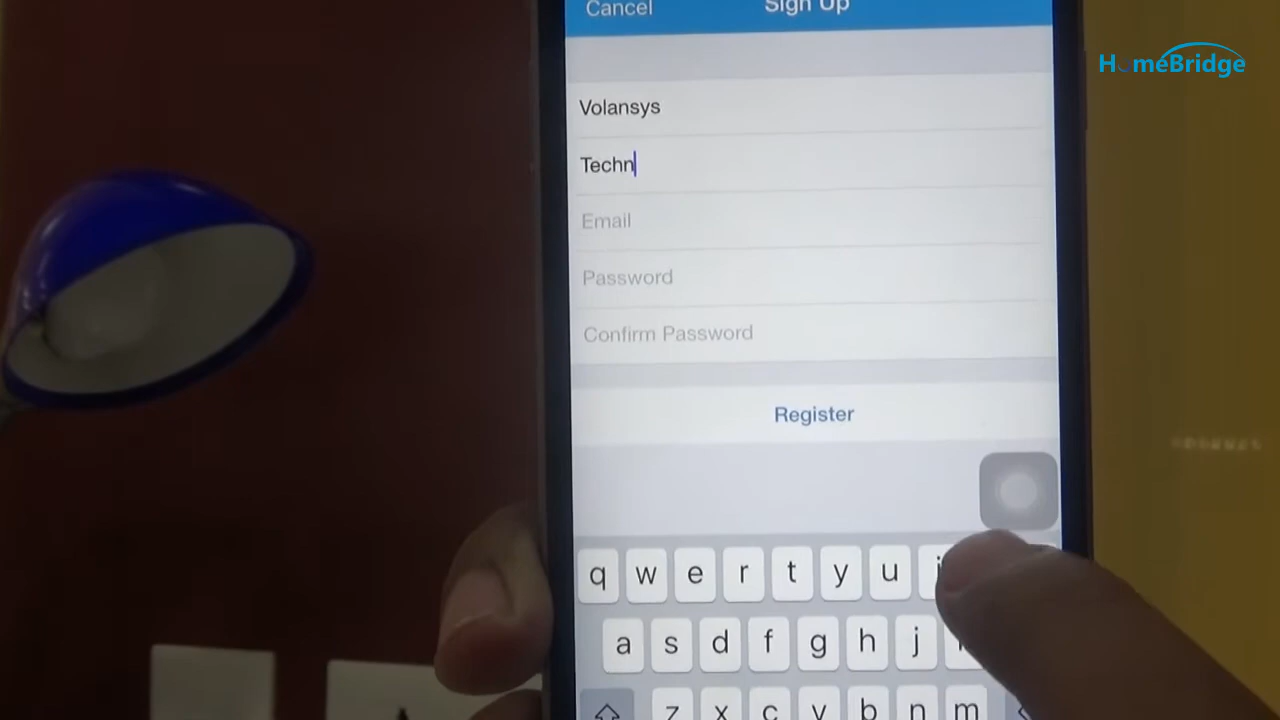 Cancel Sign Up
HomeBridge
Volansys
Techn
Email
Password
Confirm Password
Register
q w e r t y u i
a s d f g h j
z x c v b n m